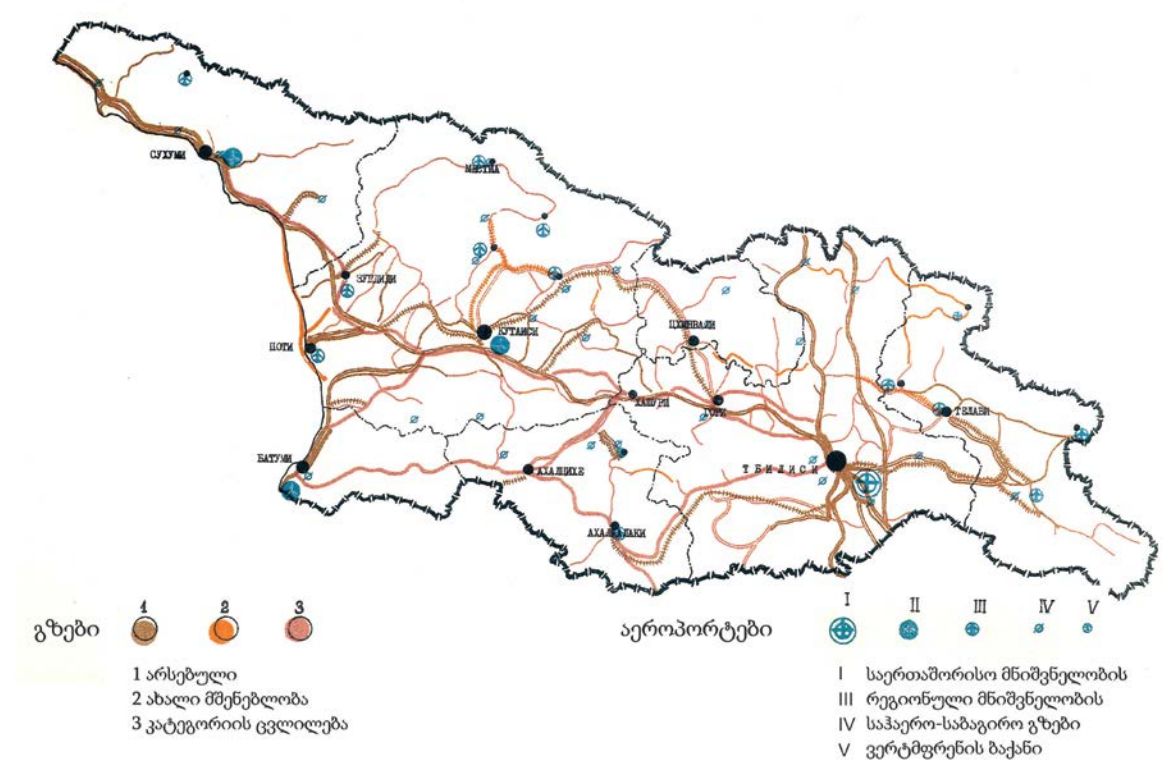 СУХУМИ
МЕСТИА
ЗУГДИДИ
ПОТИ
КУТАИСИ
ЦХИНВАЛИ
ХАШУРИ
ГОРИ
ТЕЛАВИ
БАТУМИ
АХАЛЦИХЕ
ТБИЛИСИ
АХАЛКАЛАКИ
გზები 1 2 3
1 არსებული
2 ახალი მშენებლობა
3 კატეგორიის ცვლილება
აეროპორტები I II III IV V
I საერთაშორისო მნიშვნელობის
III რეგიონული მნიშვნელობის
IV საჰაერო-საბაგირო გზები
V ვერტმფრენის ბაქანი